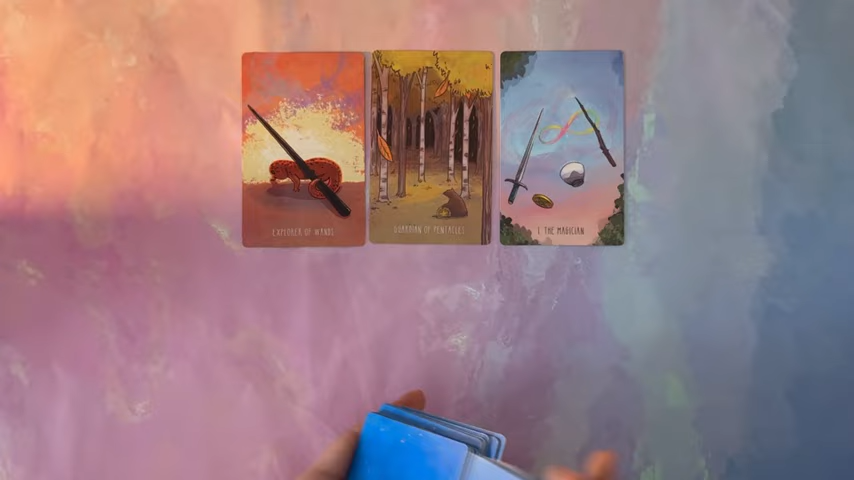 EXPLORER OF WANDS
GUARDIAN OF PENTACLES
I THE MAGICIAN